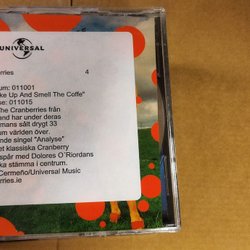 UNIVERSAL
erries 4
um: 011001
ke Up And Smell The Coffe"
se: 011015
The Cranberries från
and har under deras
mans sålt drygt 33
um världen över.
nde singel "Analyse"
et klassiska Cranberry
spår med Dolores O´Riordans
ka stämma i centrum.
Cermeño/Universal Music
rries.ie